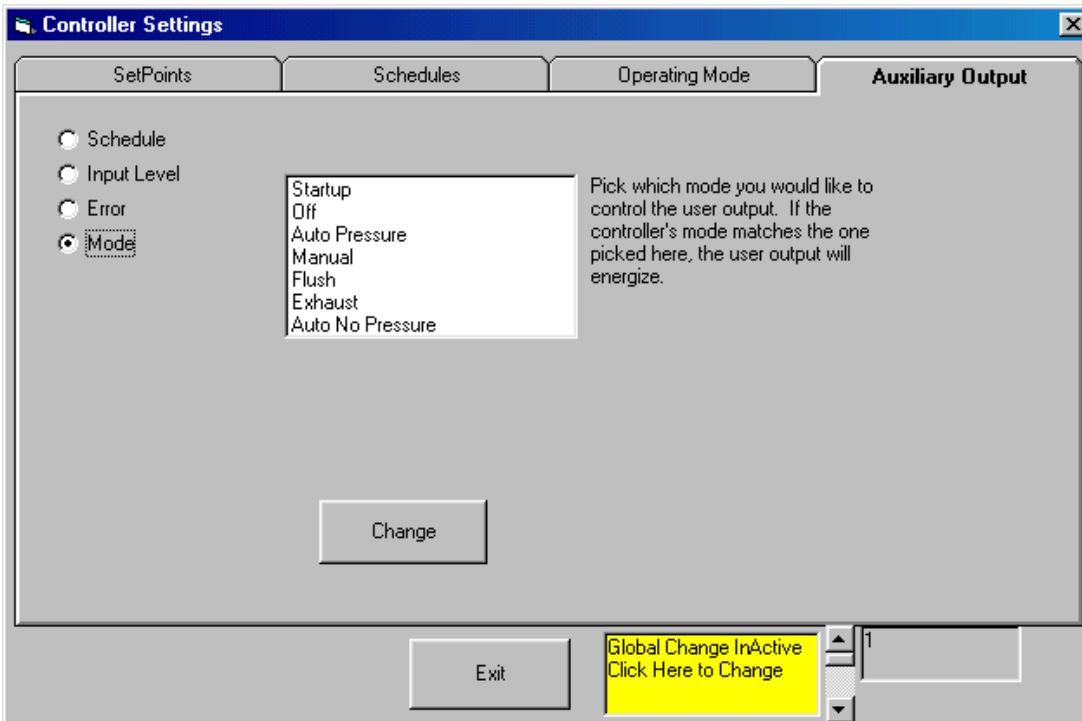 Controller Settings
SetPoints
Schedules
Operating Mode
Auxiliary Output
Schedule
Input Level
Error
Mode
Startup
Off
Auto Pressure
Manual
Flush
Exhaust
Auto No Pressure
Pick which mode you would like to
control the user output.  If the
controller's mode matches the one
picked here, the user output will
energize.
Change
Exit
Global Change InActive
Click Here to Change
1